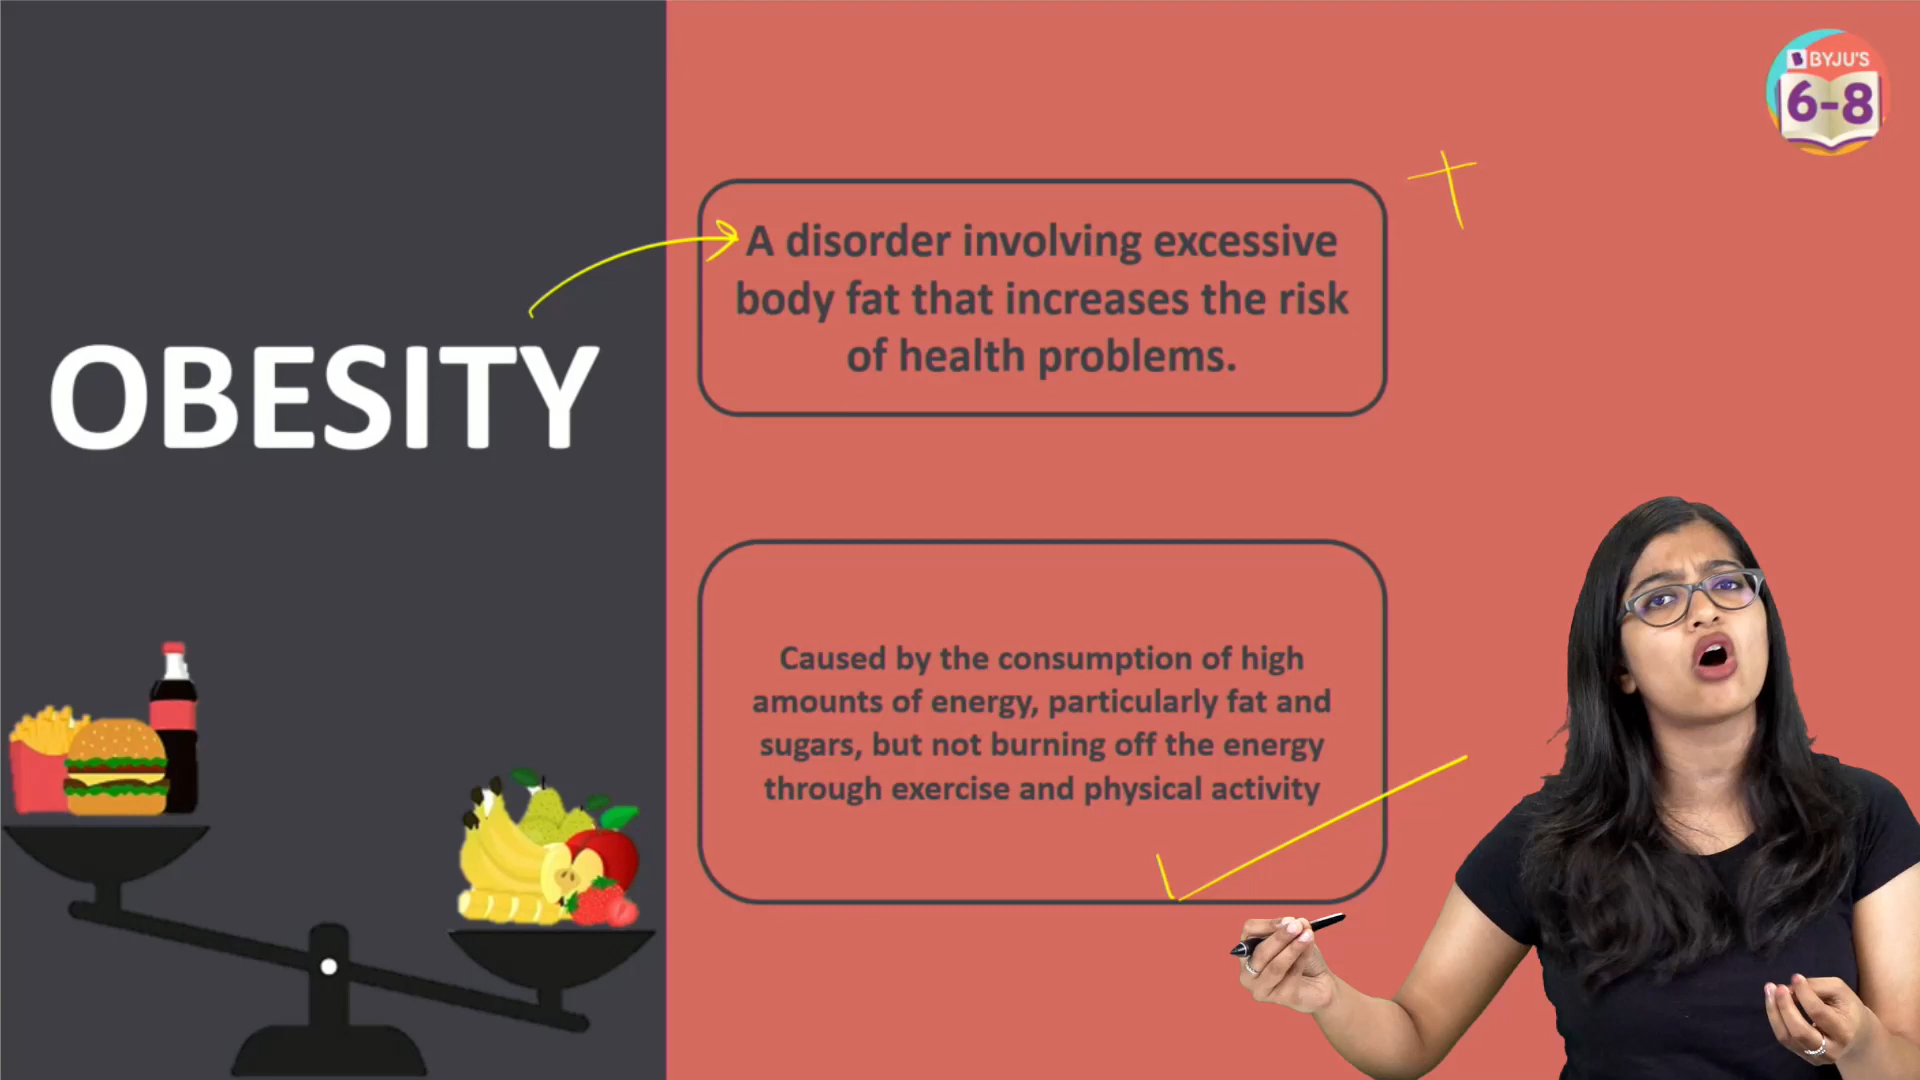 BYJU'S
6-8
OBESITY
A disorder involving excessive
body fat that increases the risk
of health problems.
Caused by the consumption of high
amounts of energy, particularly fat and
sugars, but not burning off the energy
through exercise and physical activity